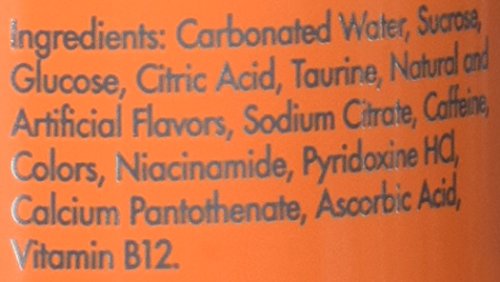 Ingredients: Carbonated Water, Sucrose,
Glucose, Citric Acid, Taurine, Natural and
Artificial Flavors, Sodium Citrate, Caffeine,
Colors, Niacinamide, Pyridoxine HCl,
Calcium Pantothenate, Ascorbic Acid,
Vitamin B12.